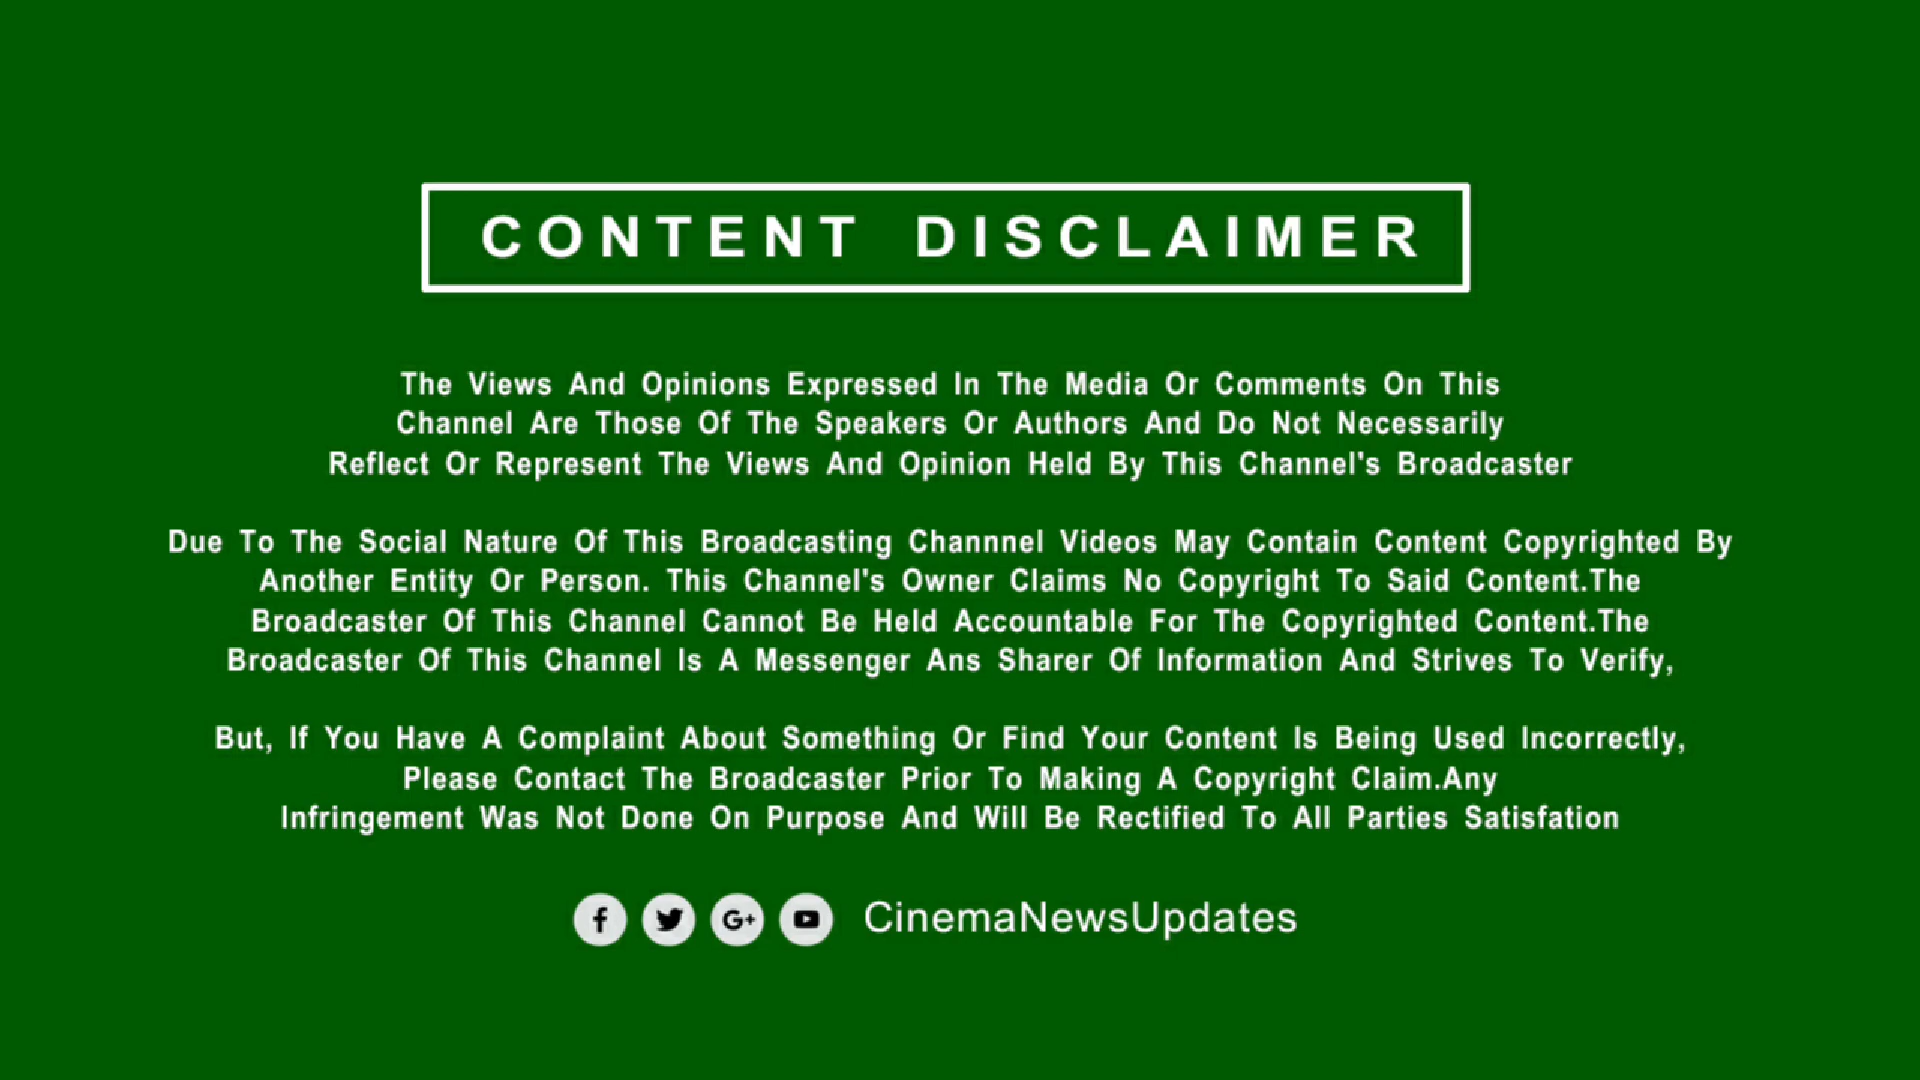 CONTENT DISCLAIMER
The Views And Opinions Expressed In The Media Or Comments On This
Channel Are Those Of The Speakers Or Authors And Do Not Necessarily
Reflect Or Represent The Views And Opinion Held By This Channel's Broadcaster
Due To The Social Nature Of This Broadcasting Channnel Videos May Contain Content Copyrighted By
Another Entity Or Person. This Channel's Owner Claims No Copyright To Said Content.The
Broadcaster Of This Channel Cannot Be Held Accountable For The Copyrighted Content.The
Broadcaster Of This Channel Is A Messenger Ans Sharer Of Information And Strives To Verify,
But, If You Have A Complaint About Something Or Find Your Content Is Being Used Incorrectly,
Please Contact The Broadcaster Prior To Making A Copyright Claim.Any
Infringement Was Not Done On Purpose And Will Be Rectified To All Parties Satisfation
f G+ CinemaNewsUpdates